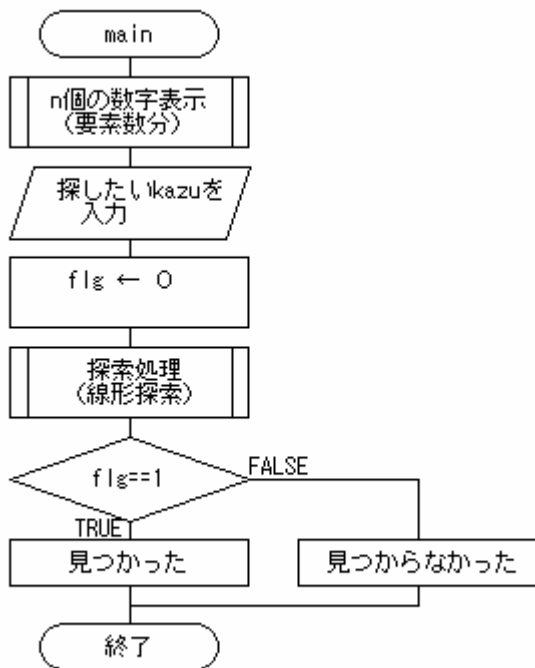 main
n個の数字表示
(要素数分)
探したいkazuを
入力
flg ← 0
探索処理
(線形探索)
flg==1
FALSE
TRUE
見つかった
見つからなかった
終了